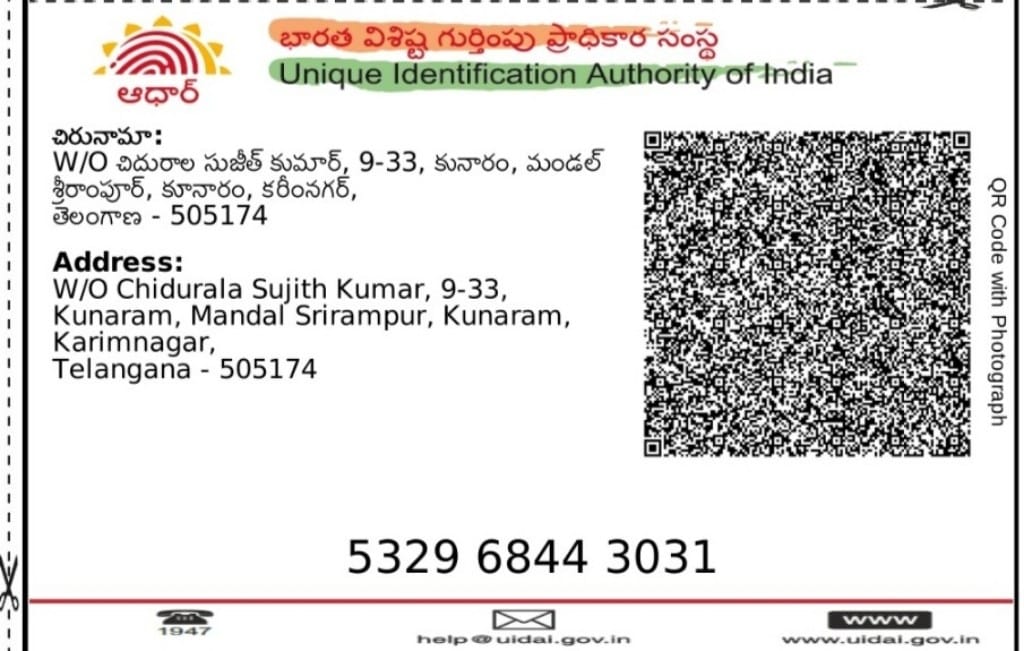 భారత విశిష్ట గుర్తింపు ప్రాధికార సంస్థ
Unique Identification Authority of India
ఆధార్
చిరునామా:
W/O చిదురాల సుజీత్ కుమార్, 9-33, కునారం, మండల్
శ్రీరాంపూర్, కూనారం, కరీంనగర్,
తెలంగాణ - 505174
Address:
W/O Chidurala Sujith Kumar, 9-33,
Kunaram, Mandal Srirampur, Kunaram,
Karimnagar,
Telangana - 505174
QR Code with Photograph
5329 6844 3031
1947
help@uidai.gov.in
www
www.uidai.gov.in